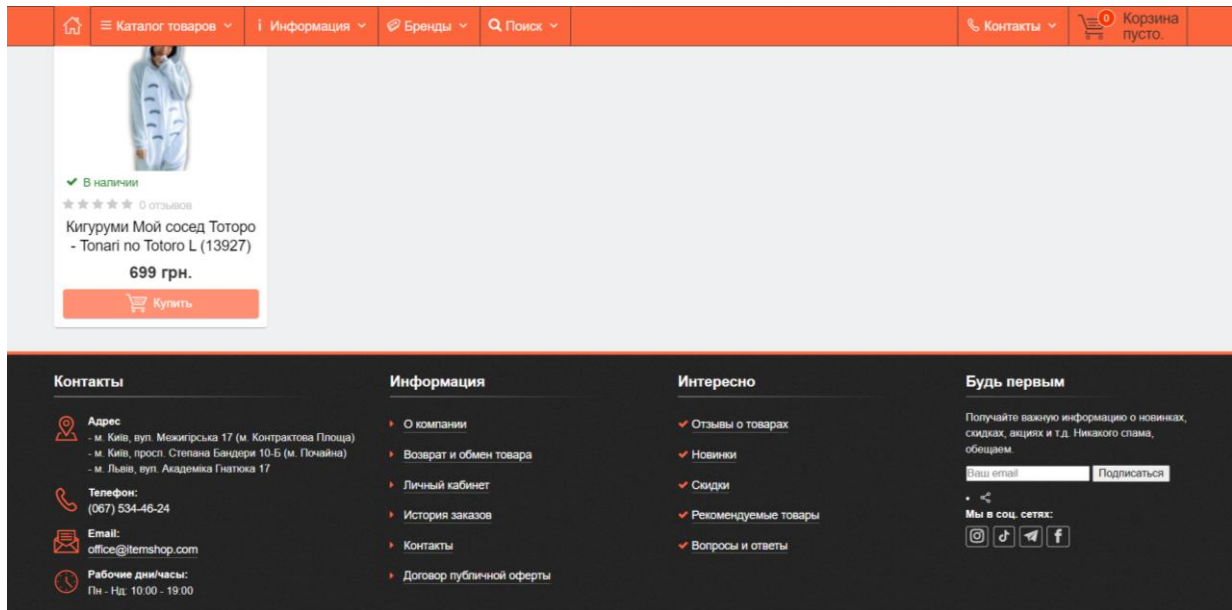 Каталог товаров
Информация
Бренды
Поиск
Контакты
0
Корзина
пусто.
В наличии
0 отзывов
Кигуруми Мой сосед Тоторо
- Tonari no Totoro L (13927)
699 грн.
Купить
Контакты
Адрес
- м. Київ, вул. Межигірська 17 (м. Контрактова Площа)
- м. Київ, просп. Степана Бандери 10-Б (м. Почайна)
- м. Львів, вул. Академіка Гнатюка 17
Телефон:
(067) 534-46-24
Email:
office@itemshop.com
Рабочие дни/часы:
Пн - Нд: 10:00 - 19:00
Информация
О компании
Возврат и обмен товара
Личный кабинет
История заказов
Контакты
Договор публичной оферты
Интересно
Отзывы о товарах
Новинки
Скидки
Рекомендуемые товары
Вопросы и ответы
Будь первым
Получайте важную информацию о новинках,
скидках, акциях и т.д. Никакого спама,
обещаем.
Ваш email
Подписаться
Мы в соц. сетях: